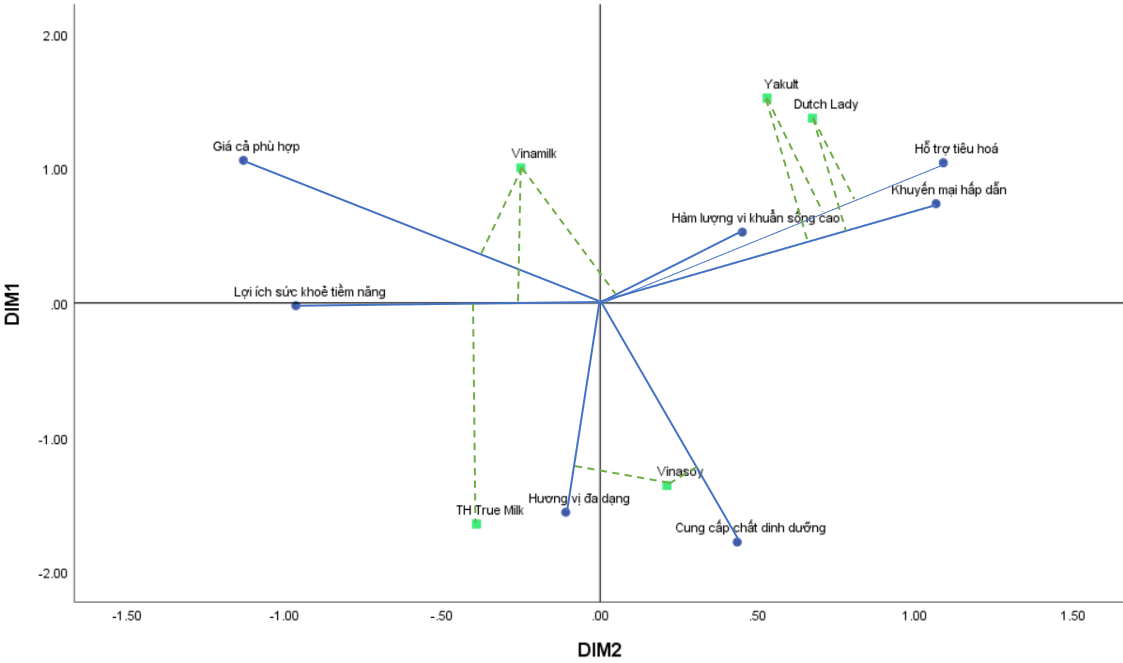 2.00
Yakult
Dutch Lady
Giá cả phù hợp
Vinamilk
Hỗ trợ tiêu hoá
1.00
Khuyến mại hấp dẫn
Hảm lượng vi khuẩn sống cao
Lợi ích sức khoẻ tiềm năng
.00
DIM1
-1.00
Vinasoy
Hương vị đa dạng
TH True Milk
Cung cấp chất dinh dưỡng
-2.00
-1.50 -1.00 -.50 .00 .50 1.00 1.50
DIM2